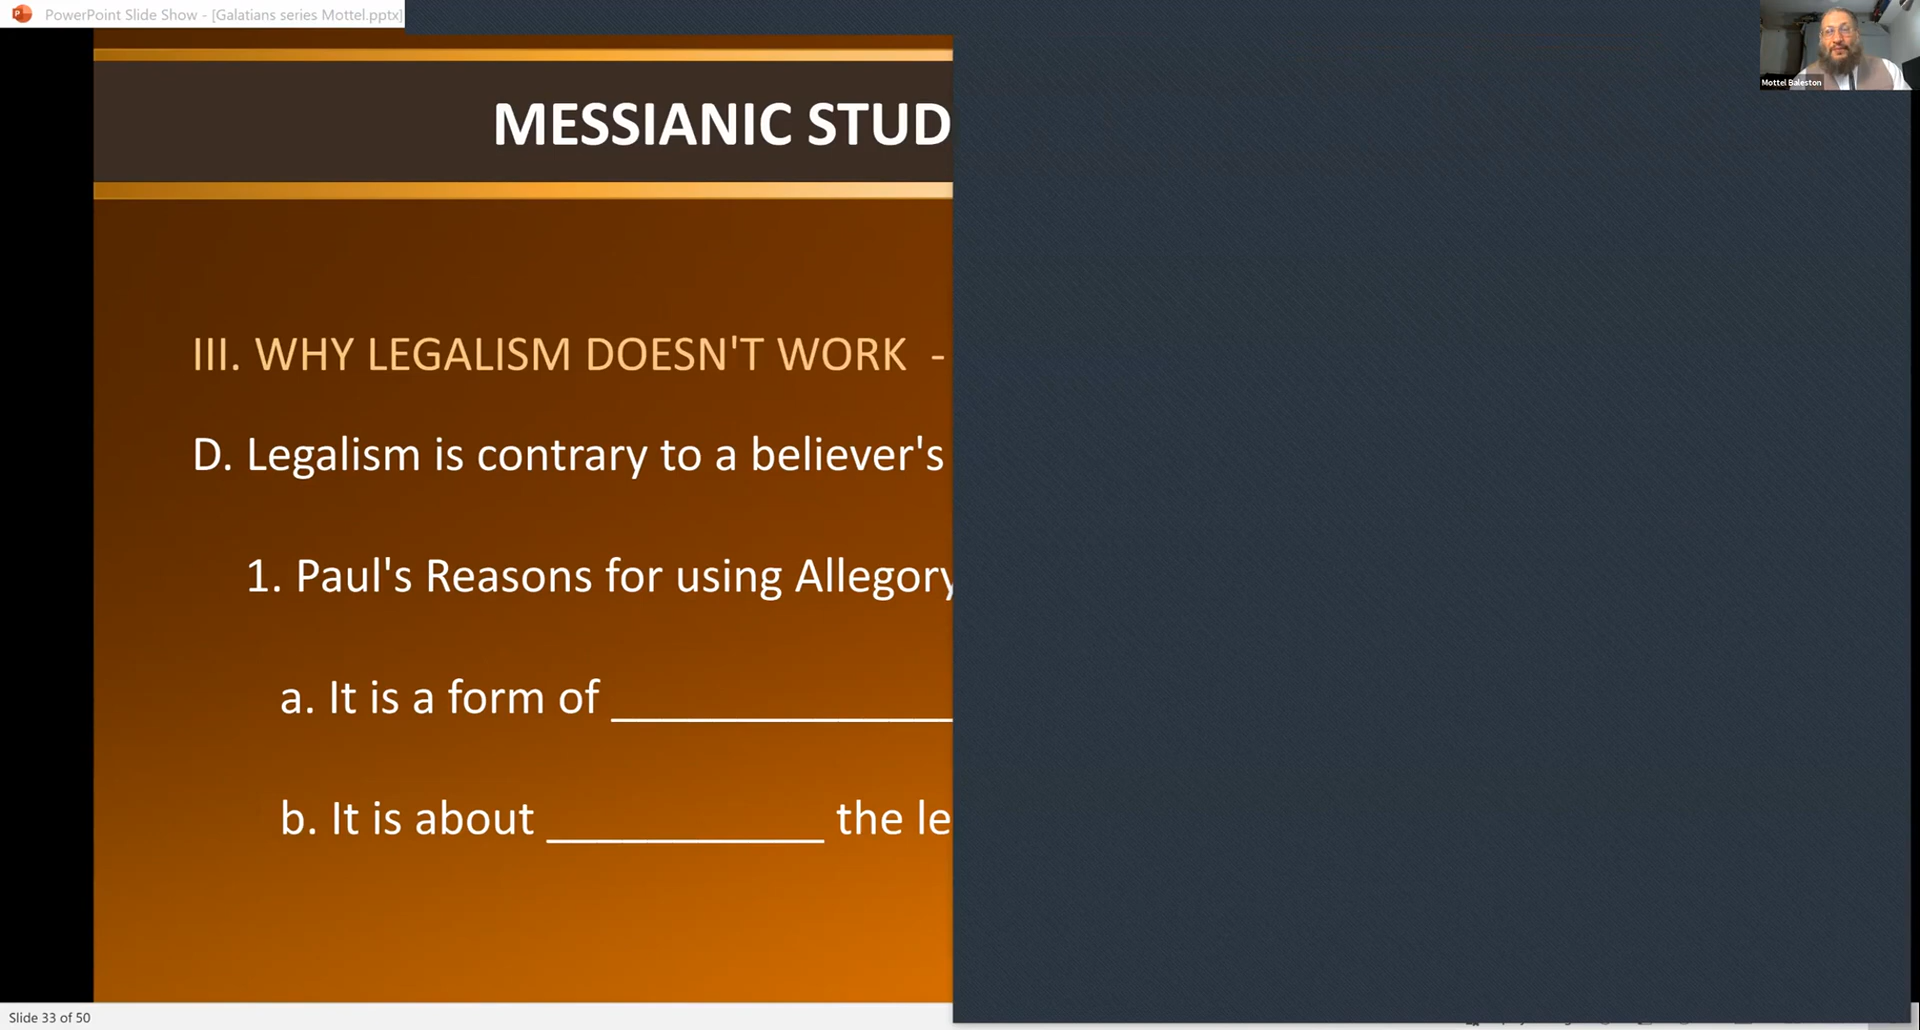 PowerPoint Slide Show - [Galatians series Mottel.pptx]
Mottel Baleston
MESSIANIC STUD
III. WHY LEGALISM DOESN'T WORK -
D. Legalism is contrary to a believer's
1. Paul's Reasons for using Allegory
a. It is a form of __________________
b. It is about _____________ the le
Slide 33 of 50